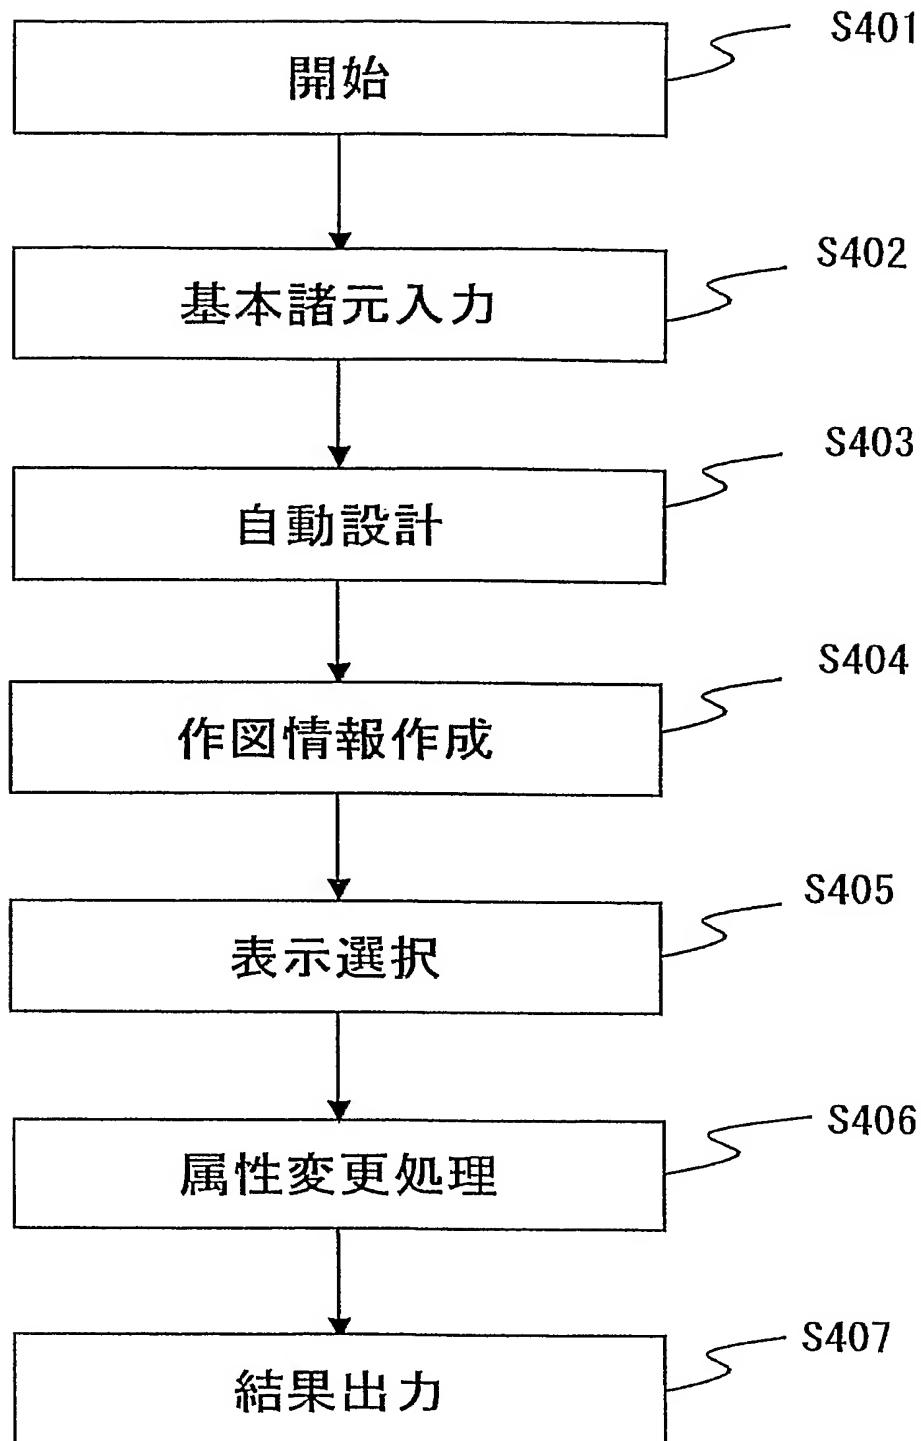 S401
開始
S402
基本諸元入力
S403
自動設計
S404
作図情報作成
S405
表示選択
S406
属性変更処理
S407
結果出力